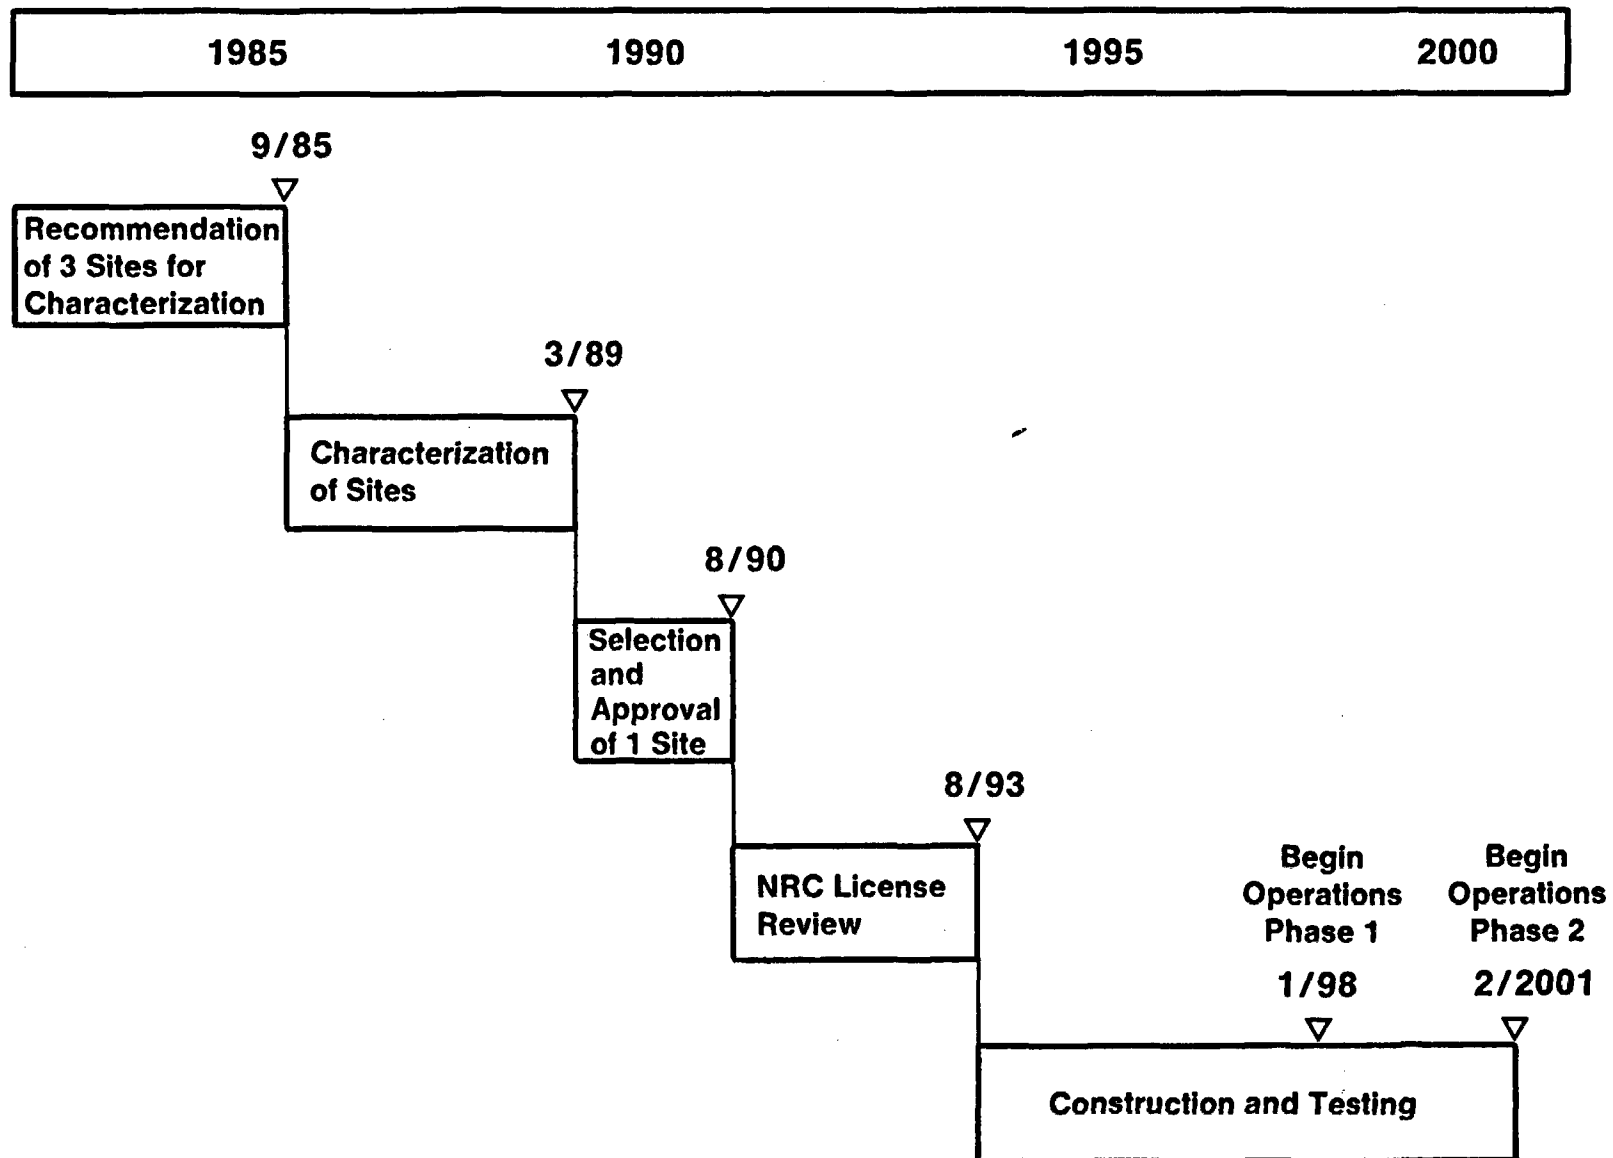 1985 1990 1995 2000
9/85
Recommendation
of 3 Sites for
Characterization
3/89
Characterization
of Sites
8/90
Selection
and
Approval
of 1 Site
8/93
NRC License
Review
Begin
Operations
Phase 1
1/98
Begin
Operations
Phase 2
2/2001
Construction and Testing